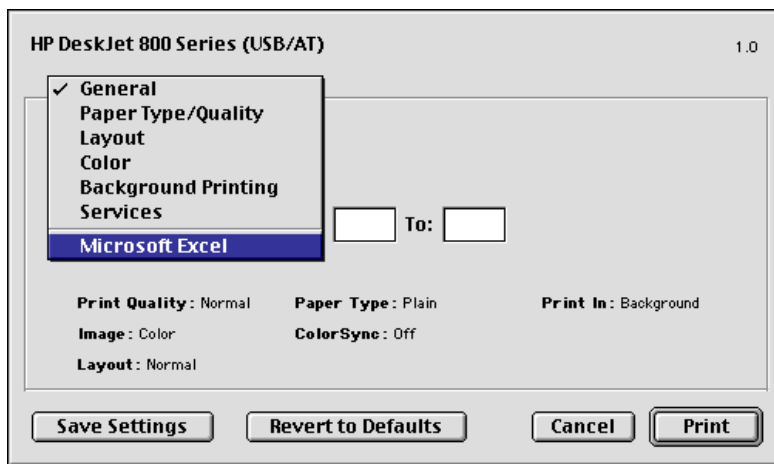 HP DeskJet 800 Series (USB/AT)
1.0
✓ General
Paper Type/Quality
Layout
Color
Background Printing
Services
To:
Microsoft Excel
Print Quality: Normal Paper Type: Plain Print In: Background
Image: Color ColorSync: Off
Layout: Normal
Save Settings Revert to Defaults Cancel Print